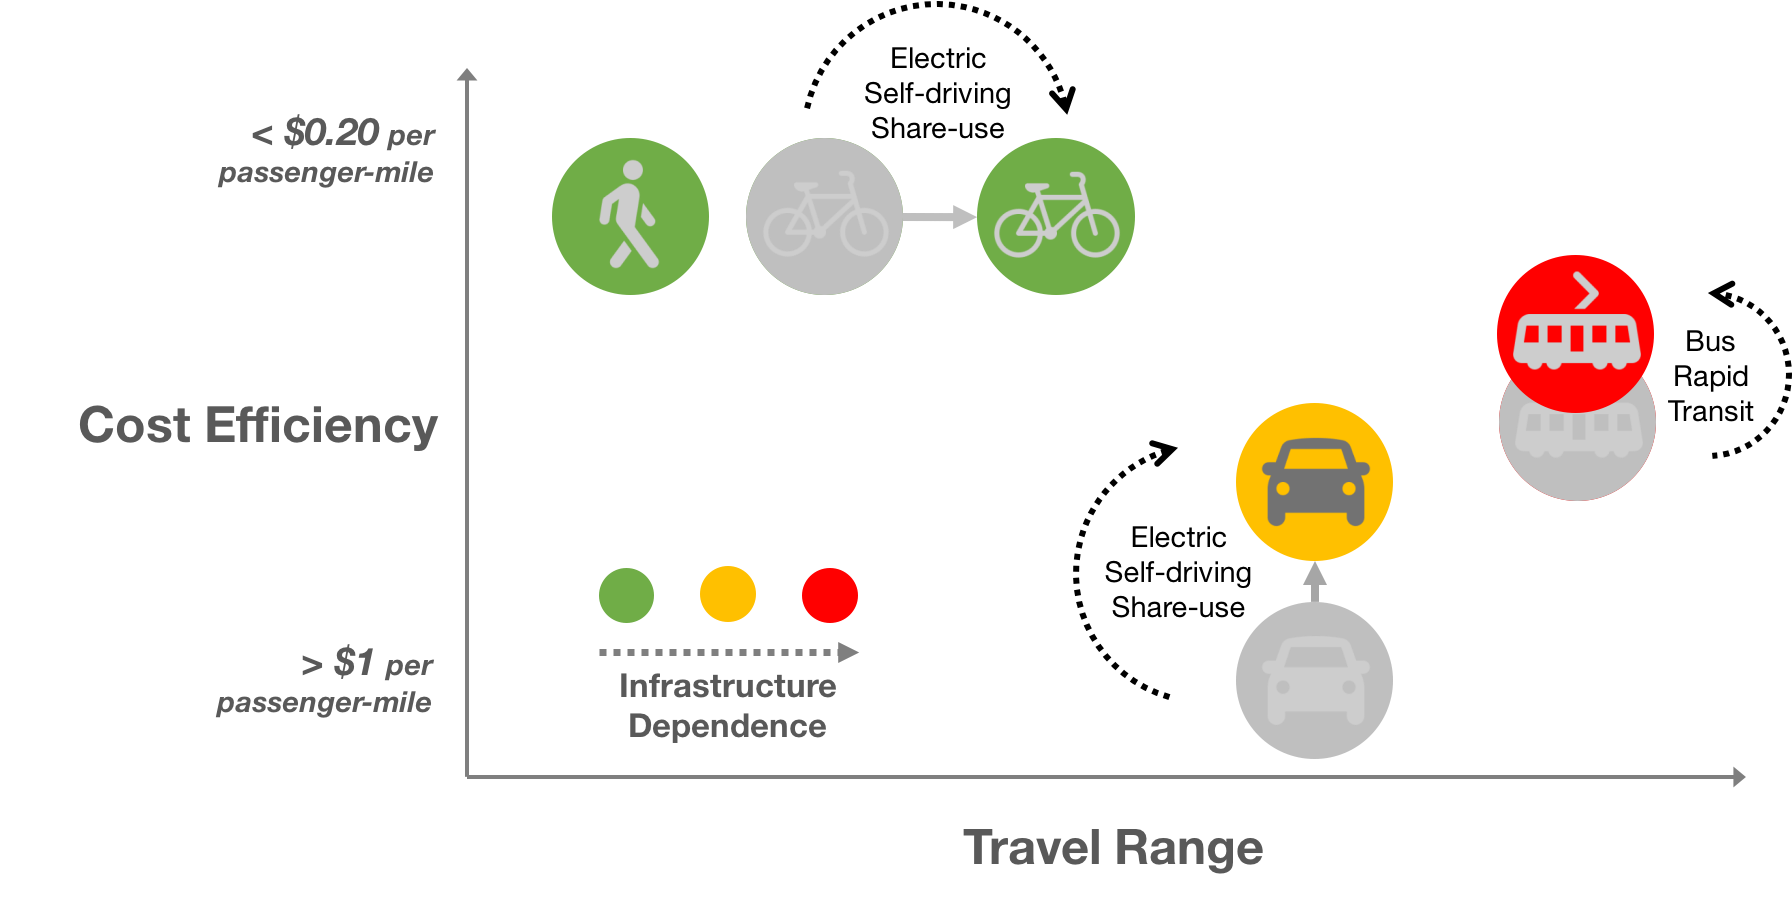 Electric
Self-driving
Share-use
< $0.20 per
passenger-mile
Bus
Rapid
Transit
Cost Efficiency
Electric
Self-driving
Share-use
> $1 per
passenger-mile
Infrastructure
Dependence
Travel Range